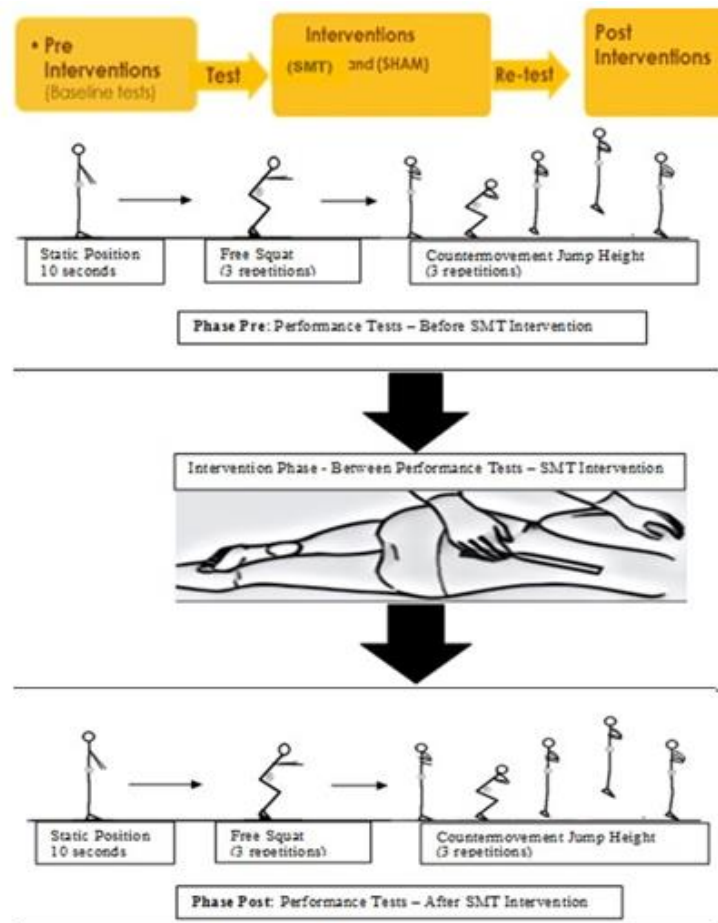 • Pre
Interventions
(Baseline tests)
Test
Interventions
(SMT) and (SHAM)
Re-test
Post
Interventions
Static Position
10 seconds
Free Squat
(3 repetitions)
Countermovement Jump Height
(3 repetitions)
Phase Pre: Performance Tests – Before SMT Intervention
Intervention Phase - Between Performance Tests – SMT Intervention
Static Position
10 seconds
Free Squat
(3 repetitions)
Countermovement Jump Height
(3 repetitions)
Phase Post: Performance Tests – After SMT Intervention